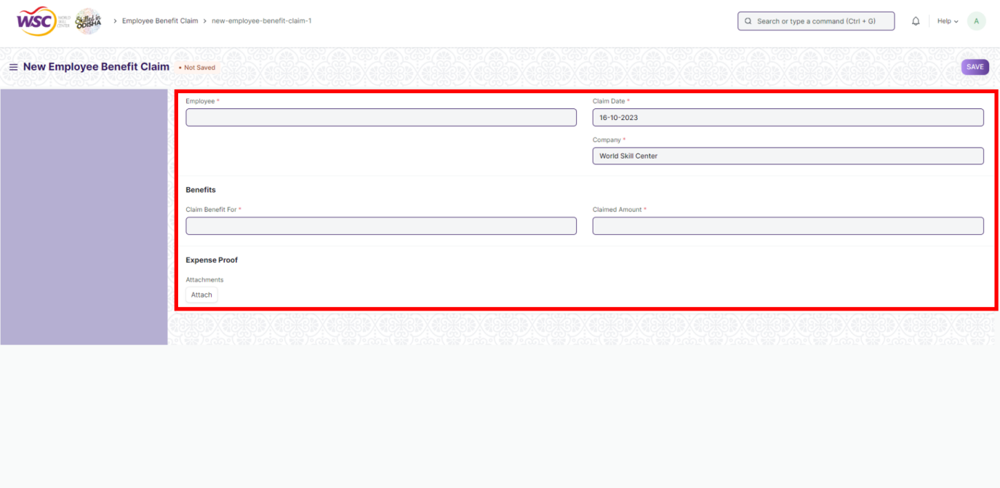 WSC WORLD SKILL CENTER Skilled in ODISHA > Employee Benefit Claim > new-employee-benefit-claim-1
Search or type a command (Ctrl + G)
Help
A
New Employee Benefit Claim • Not Saved
SAVE
Employee *
Claim Date *
16-10-2023
Company *
World Skill Center
Benefits
Claim Benefit For *
Claimed Amount *
Expense Proof
Attachments
Attach